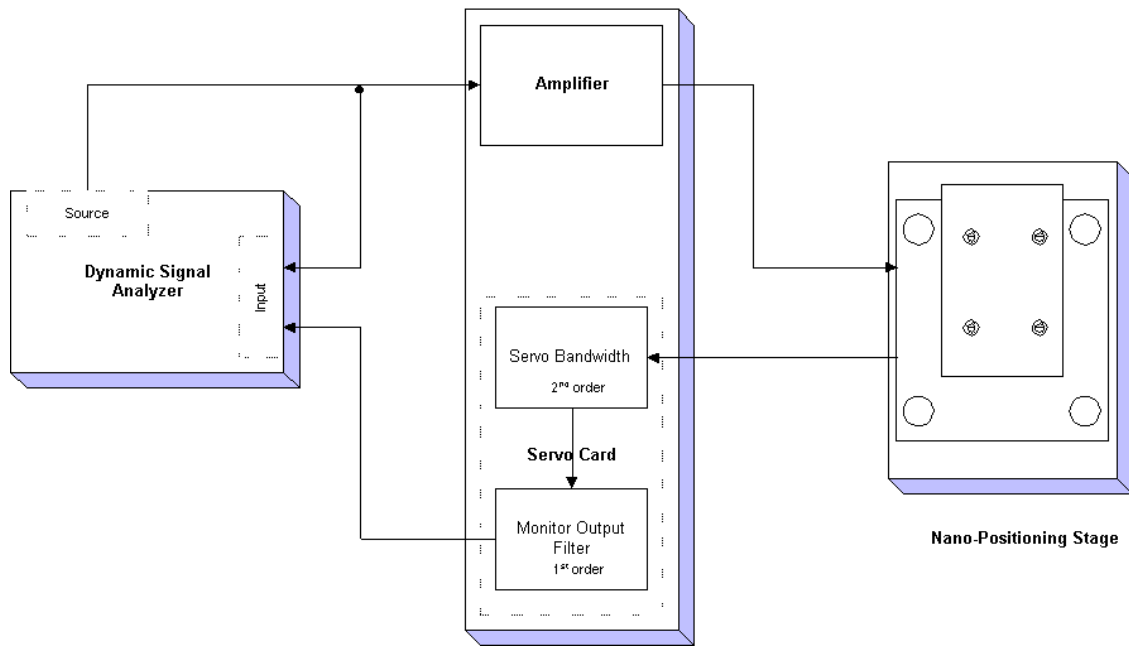 Amplifier
Source
Dynamic Signal
Analyzer
Input
Servo Bandwidth
2nd order
Servo Card
Monitor Output
Filter
1st order
Nano-Positioning Stage